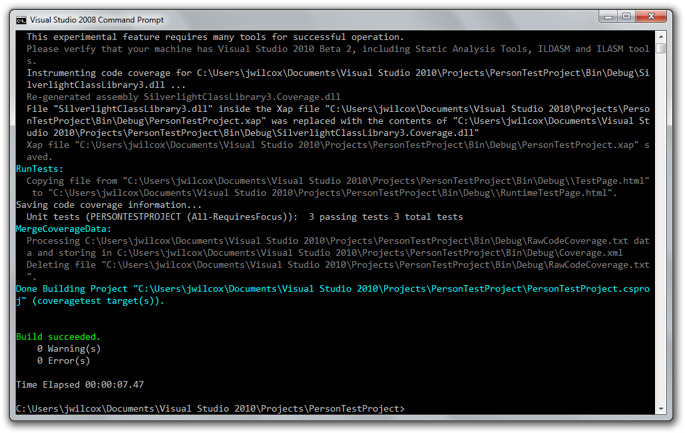 Visual Studio 2008 Command Prompt
This experimental feature requires many tools for successful operation.
Please verify that your machine has Visual Studio 2010 Beta 2, including Static Analysis Tools, ILDASM and ILASM tool
s.
Instrumenting code coverage for C:\Users\jwilcox\Documents\Visual Studio 2010\Projects\PersonTestProject\Bin\Debug\Si
lverlightClassLibrary3.dll ...
Re-generated assembly SilverlightClassLibrary3.Coverage.dll
File "SilverlightClassLibrary3.dll" inside the Xap file "C:\Users\jwilcox\Documents\Visual Studio 2010\Projects\Perso
nTestProject\Bin\Debug\PersonTestProject.xap" was replaced with the contents of "C:\Users\jwilcox\Documents\Visual St
udio 2010\Projects\PersonTestProject\Bin\Debug\SilverlightClassLibrary3.Coverage.dll"
Xap file "C:\Users\jwilcox\Documents\Visual Studio 2010\Projects\PersonTestProject\Bin\Debug\PersonTestProject.xap" s
aved.
RunTests:
Copying file from "C:\Users\jwilcox\Documents\Visual Studio 2010\Projects\PersonTestProject\Bin\Debug\\TestPage.html"
to "C:\Users\jwilcox\Documents\Visual Studio 2010\Projects\PersonTestProject\Bin\Debug\\RuntimeTestPage.html".
Saving code coverage information...
Unit tests (PERSONTESTPROJECT (All-RequiresFocus)): 3 passing tests 3 total tests
MergeCoverageData:
Processing C:\Users\jwilcox\Documents\Visual Studio 2010\Projects\PersonTestProject\Bin\Debug\RawCodeCoverage.txt dat
a and storing in C:\Users\jwilcox\Documents\Visual Studio 2010\Projects\PersonTestProject\Bin\Debug\Coverage.xml
Deleting file "C:\Users\jwilcox\Documents\Visual Studio 2010\Projects\PersonTestProject\Bin\Debug\RawCodeCoverage.txt
".
Done Building Project "C:\Users\jwilcox\Documents\Visual Studio 2010\Projects\PersonTestProject\PersonTestProject.cspro
j" (coveragetest target(s)).
Build succeeded.
0 Warning(s)
0 Error(s)
Time Elapsed 00:00:07.47
C:\Users\jwilcox\Documents\Visual Studio 2010\Projects\PersonTestProject>